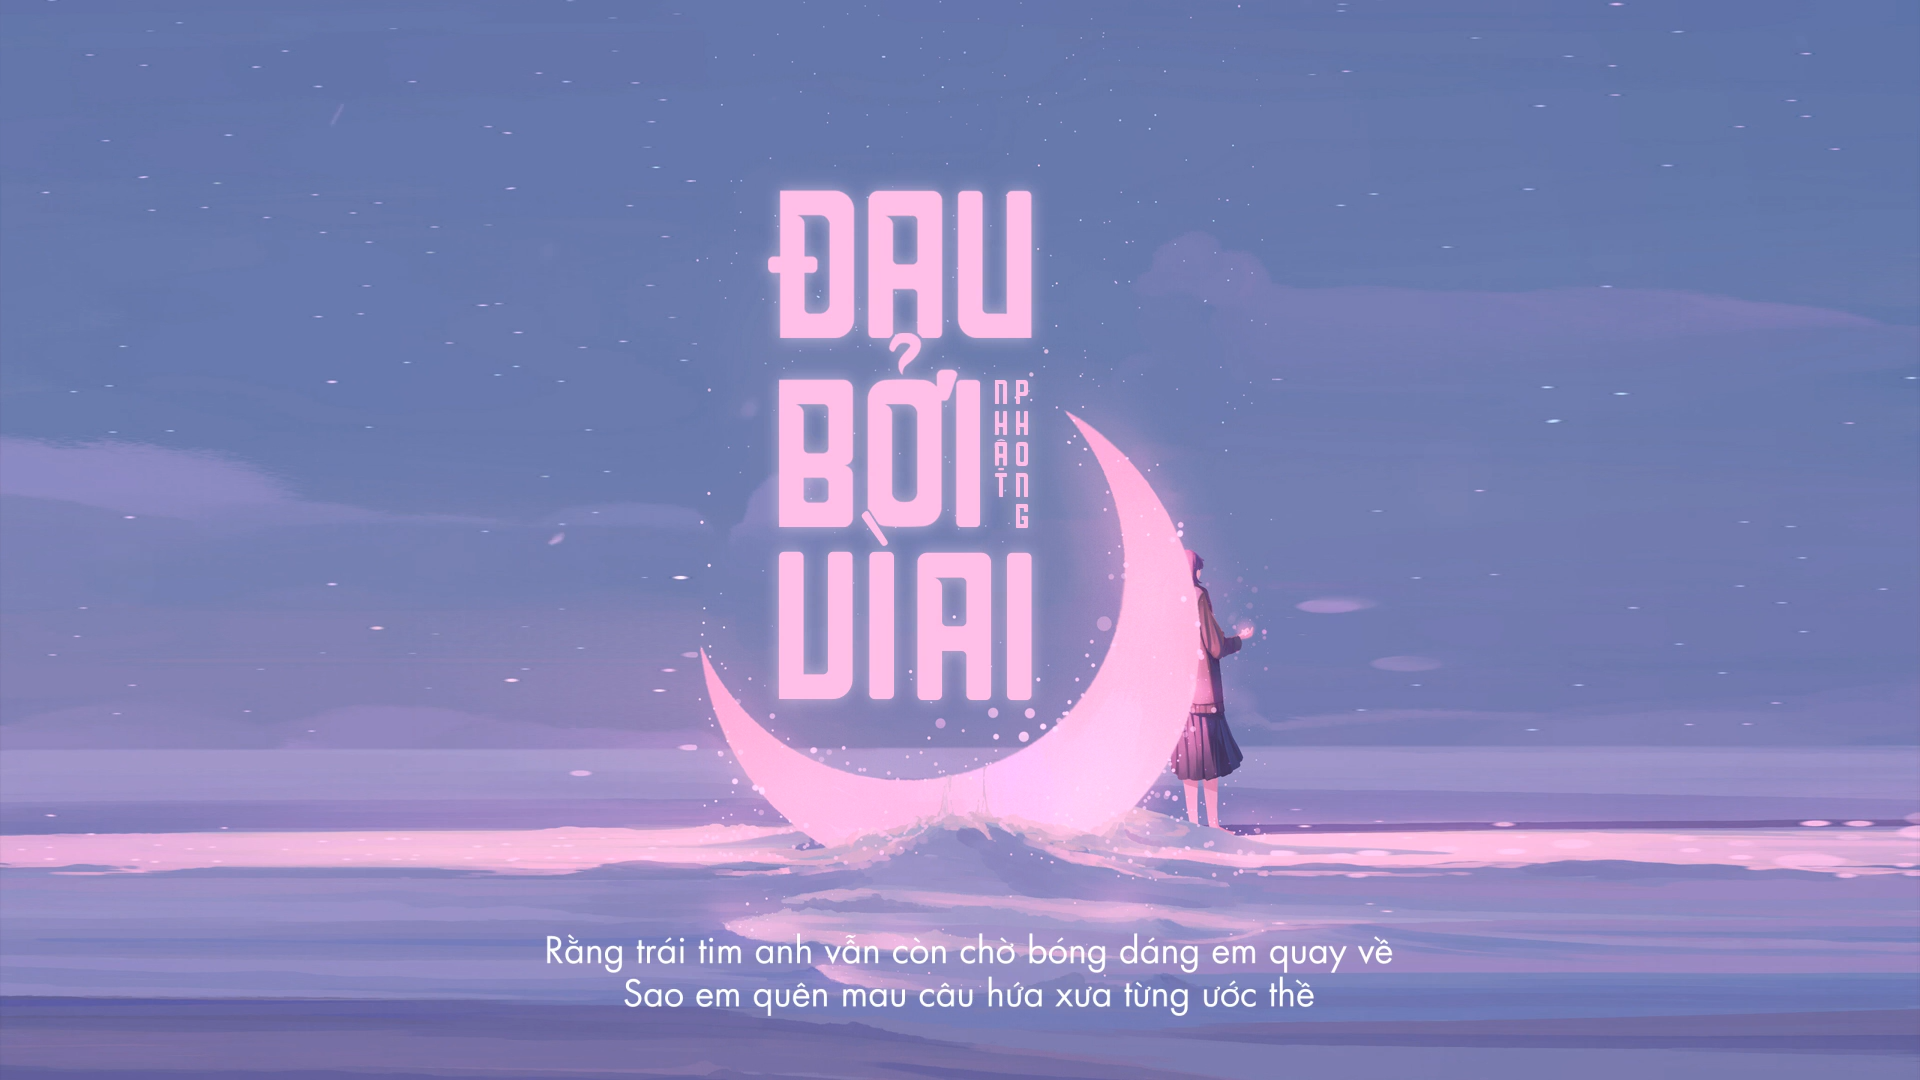 ĐAU
BỞI
NHẬT
PHONG
VÌ AI
Rằng trái tim anh vẫn còn chờ bóng dáng em quay về
Sao em quên mau câu hứa xưa từng ước thề